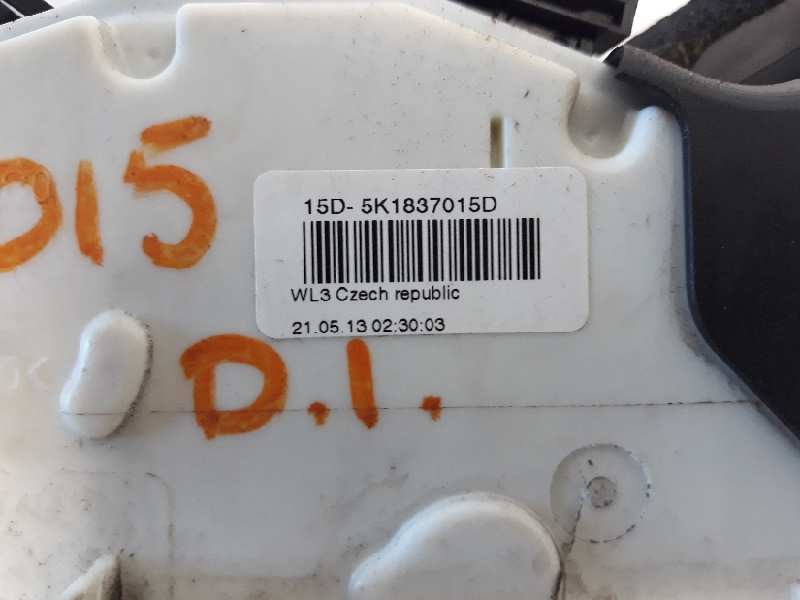 015
15D- 5K1837015D
WL3 Czech republic
21.05.13 02:30:03
D.I.